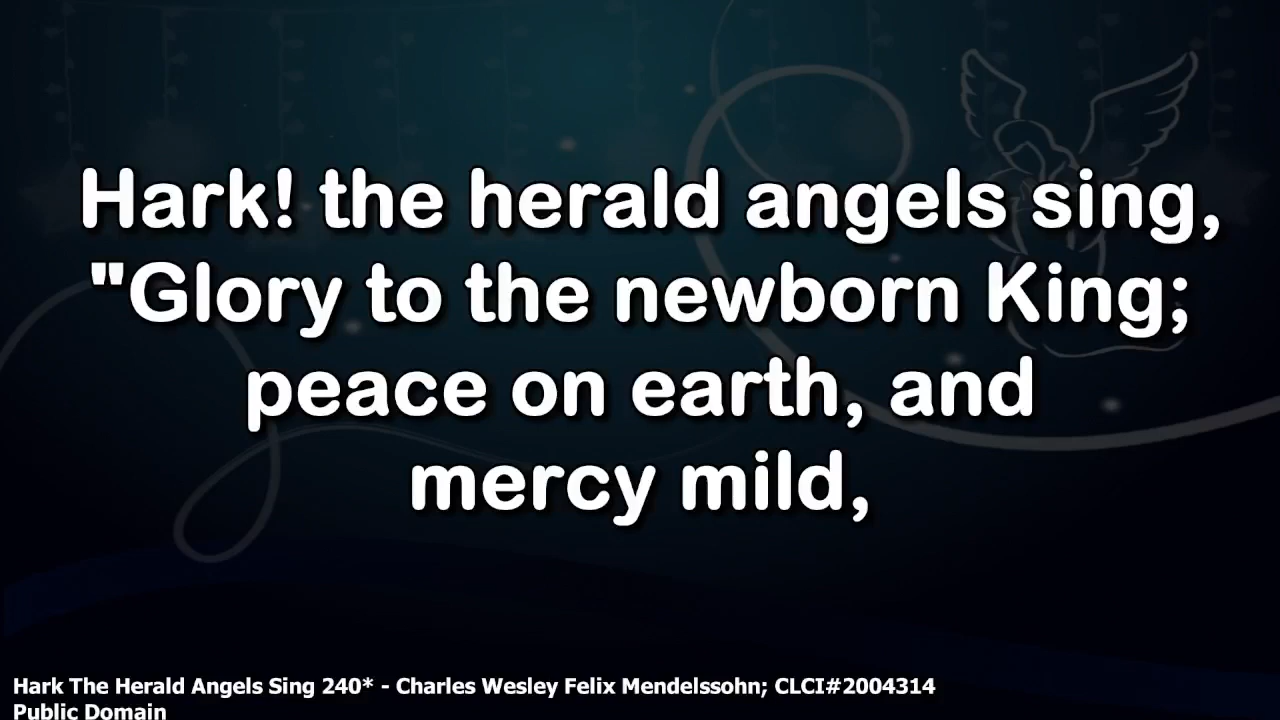 Hark! the herald angels sing,
"Glory to the newborn King;
peace on earth, and
mercy mild,
Hark The Herald Angels Sing 240* - Charles Wesley Felix Mendelssohn; CLCI#2004314
Public Domain